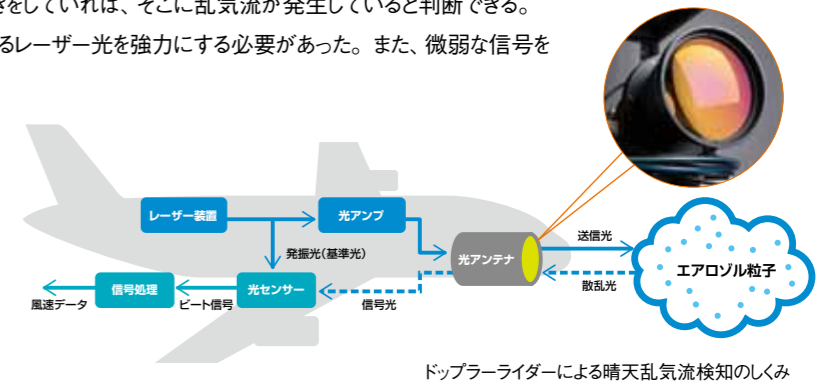 きをしていれば、そこに乱気流が発生していると判断できる。
るレーザー光を強力にする必要があった。また、微弱な信号を
レーザー装置
光アンプ
発振光(基準光)
光アンテナ
送信光
エアロゾル粒子
散乱光
信号処理
光センサー
風速データ
ビート信号
信号光
ドップラーライダーによる晴天乱気流検知のしくみ